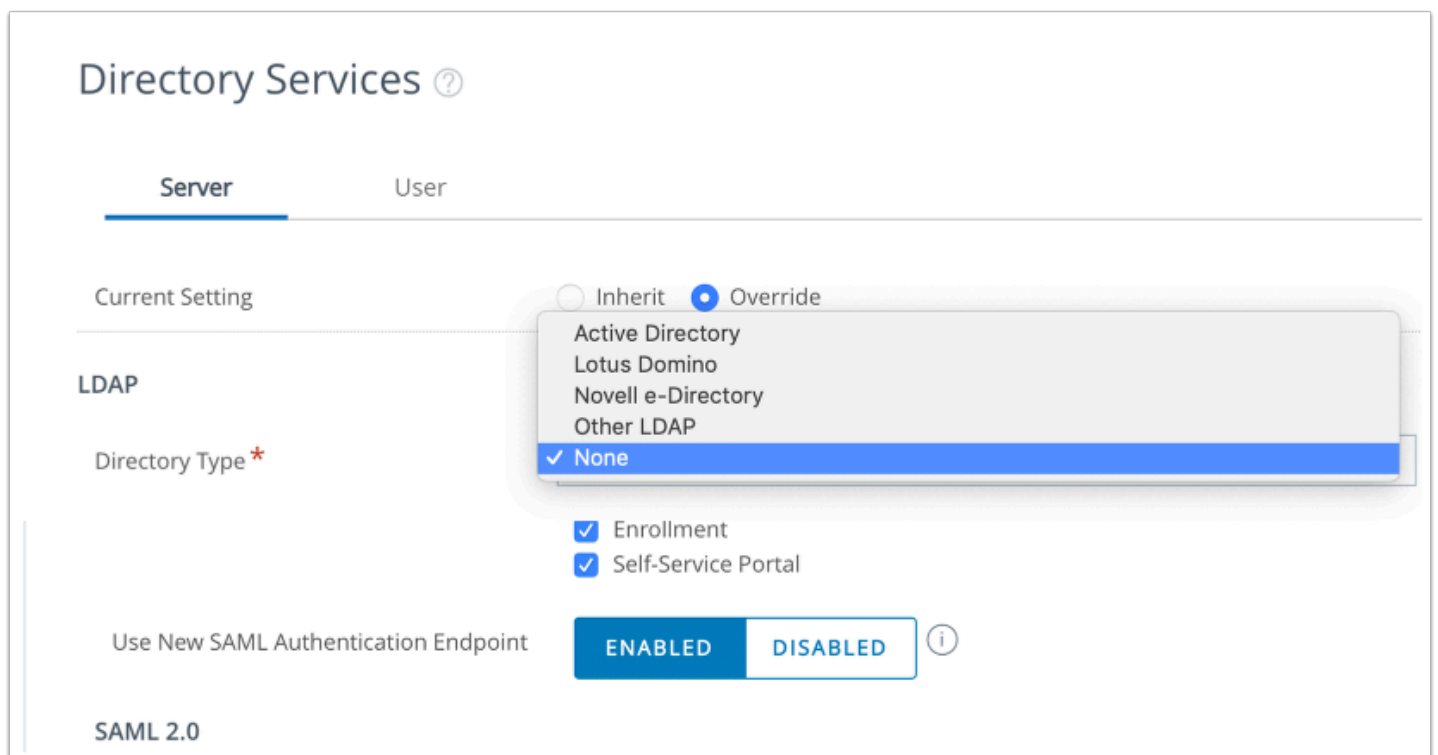 Directory Services ?
Server User
Current Setting Inherit Override
Active Directory
Lotus Domino
LDAP
Novell e-Directory
Other LDAP
Directory Type * ✓ None
Enrollment
Self-Service Portal
Use New SAML Authentication Endpoint ENABLED DISABLED i
SAML 2.0